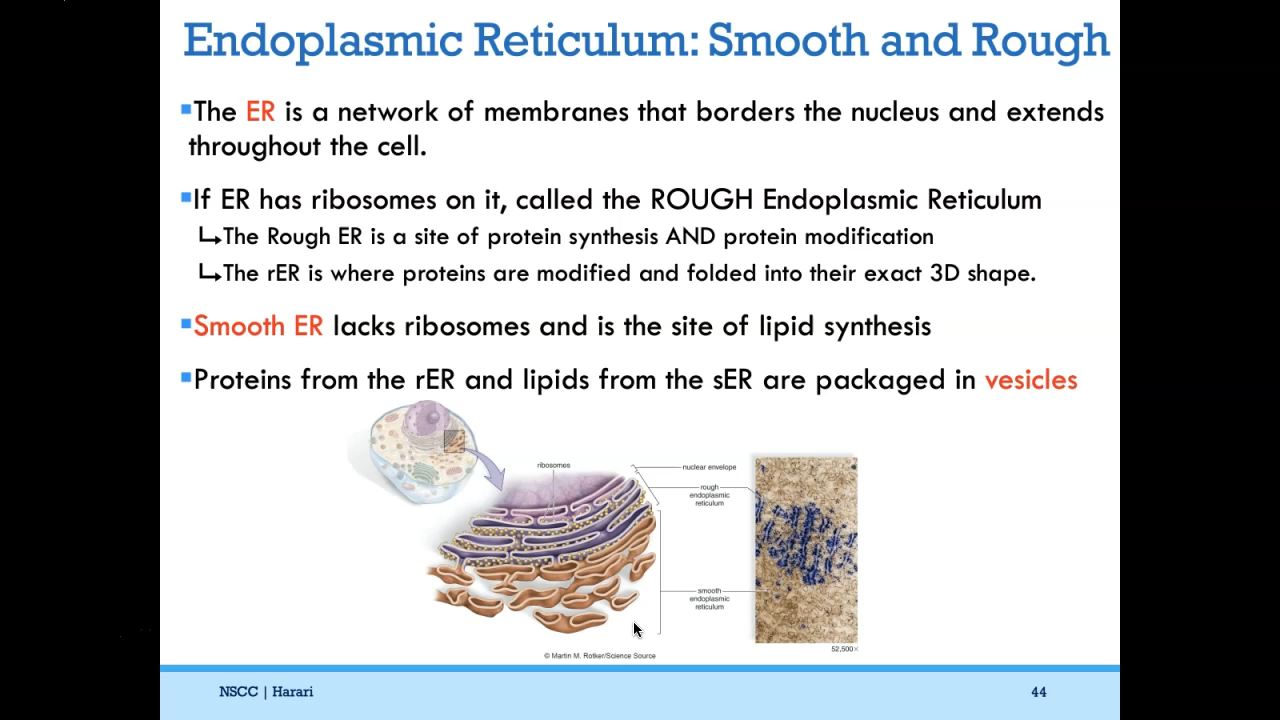 Endoplasmic Reticulum: Smooth and Rough
▪The ER is a network of membranes that borders the nucleus and extends
throughout the cell.
▪If ER has ribosomes on it, called the ROUGH Endoplasmic Reticulum
↳The Rough ER is a site of protein synthesis AND protein modification
↳The rER is where proteins are modified and folded into their exact 3D shape.
▪Smooth ER lacks ribosomes and is the site of lipid synthesis
▪Proteins from the rER and lipids from the sER are packaged in vesicles
ribosomes
nuclear envelope
rough
endoplasmic
reticulum
smooth
endoplasmic
reticulum
52,500×
© Martin M. Rotker/Science Source
NSCC | Harari
44